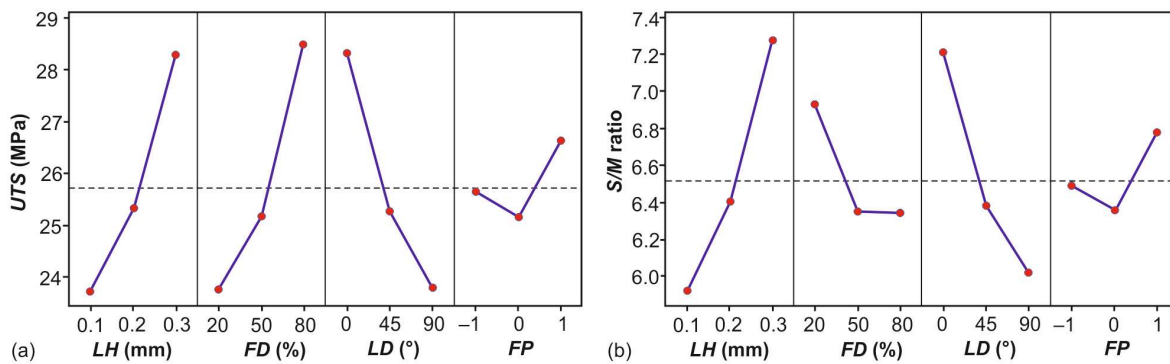 29
28
27
26
25
24
UTS (MPa)
0.1 0.2 0.3 20 50 80 0 45 90 –1 0 1
(a) LH (mm) FD (%) LD (°) FP
7.4
7.2
7.0
6.8
6.6
6.4
6.2
6.0
S/M ratio
0.1 0.2 0.3 20 50 80 0 45 90 –1 0 1
(b) LH (mm) FD (%) LD (°) FP